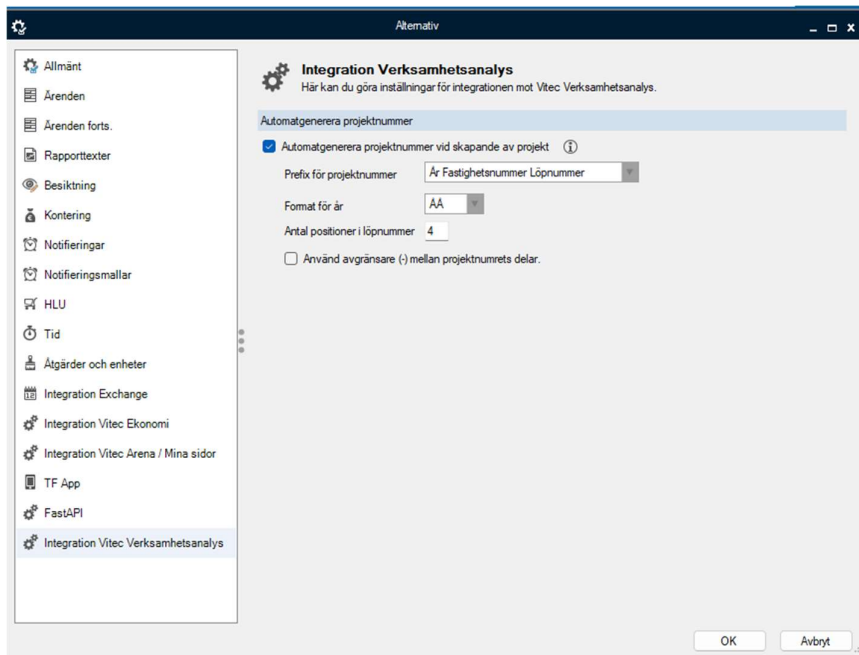 Alternativ
Allmänt
Ärenden
Ärenden forts.
Rapporttexter
Besiktning
Kontering
Notifieringar
Notifieringsmallar
HLU
Tid
Åtgärder och enheter
Integration Exchange
Integration Vitec Ekonomi
Integration Vitec Arena / Mina sidor
TF App
FastAPI
Integration Vitec Verksamhetsanalys
Integration Verksamhetsanalys
Här kan du göra inställingar för integrationen mot Vitec Verksamhetsanalys.
Automatgenerera projektnummer
Automatgenerera projektnummer vid skapande av projekt
Prefix för projektnummer År Fastighetsnummer Löpnummer
Format för år ÅÅ
Antal positioner i löpnummer 4
Använd avgränsare (-) mellan projektnumrets delar.
OK Avbryt